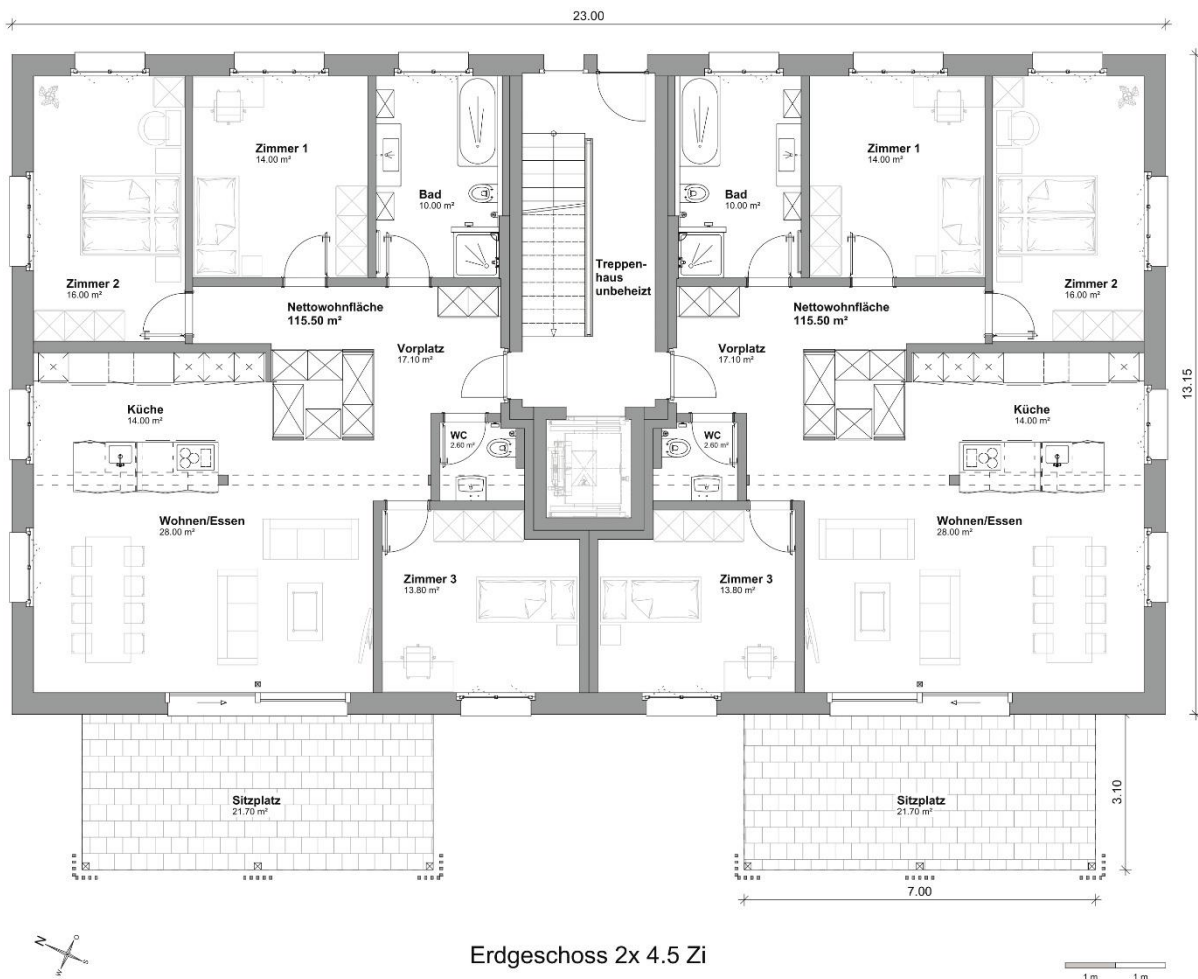 23.00
Zimmer 1
14.00 m²
Bad
10.00 m²
Zimmer 2
16.00 m²
Treppen-
haus
unbeheizt
Bad
10.00 m²
Zimmer 1
14.00 m²
Zimmer 2
16.00 m²
Nettowohnfläche
115.50 m²
Nettowohnfläche
115.50 m²
Vorplatz
17.10 m²
Vorplatz
17.10 m²
13.15
Küche
14.00 m²
WC
2.60 m²
WC
2.60 m²
Küche
14.00 m²
Wohnen/Essen
28.00 m²
Wohnen/Essen
28.00 m²
Zimmer 3
13.80 m²
Zimmer 3
13.80 m²
Sitzplatz
21.70 m²
Sitzplatz
21.70 m²
3.10
7.00
N
O
S
W
Erdgeschoss 2x 4.5 Zi
1 m
1 m